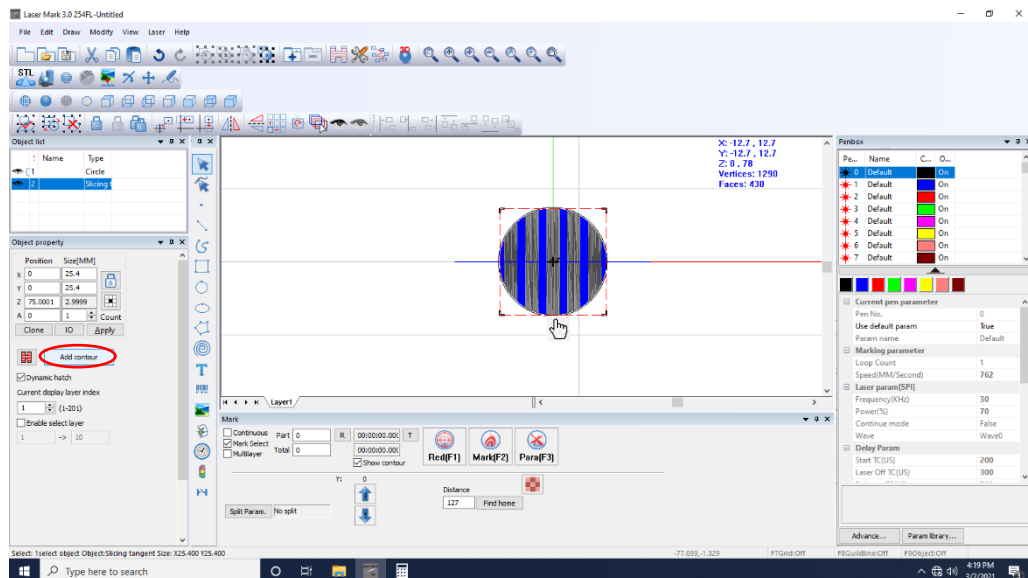 Laser Mark 3.0 254FL-Untitled
File Edit Draw Modify View Laser Help
STL
3D
Object list
Name Type
1 Circle
2 Slicing t
Object property
Position Size[MM]
X 0 25.4
Y 0 25.4
Z 75.0001 2.9999
A 0 1 Count
Clone IO Apply
Add contour
Dynamic hatch
Current display layer index
1 (1-201)
Enable select layer
1 -> 10
T
X: -12.7 , 12.7
Y: -12.7 , 12.7
Z: 0 , 78
Vertices: 1290
Faces: 430
Layer1
Mark
Continuous Part 0 R 00:00:00.000 T
Mark Select Total 0 00:00:00.000
Multilayer Show contour
Red(F1) Mark(F2) Para(F3)
Y: 0
Distance
127 Find home
Split Param. No split
Penbox
Pe... Name C... O...
0 Default On
1 Default On
2 Default On
3 Default On
4 Default On
5 Default On
6 Default On
7 Default On
Current pen parameter
Pen No. 0
Use default param True
Param name Default
Marking parameter
Loop Count 1
Speed(MM/Second) 762
Laser param[SPI]
Frequency(KHz) 30
Power(%) 70
Continue mode False
Wave Wave0
Delay Param
Start TC(US) 200
Laser Off TC(US) 300
Advance... Param library...
Select: 1select object Object:Slicing tangent Size: X25.400 Y25.400
-77.039,-1.329 F7Grid:Off F8Guildline:Off F9Object:Off
Type here to search
4:19 PM
3/2/2021